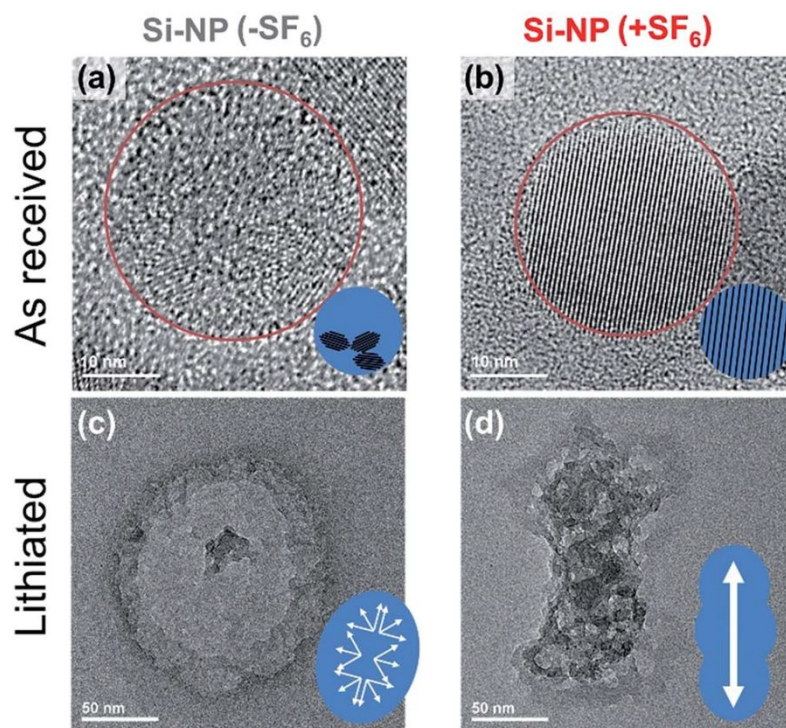 Si-NP (-SF₆)
Si-NP (+SF₆)
As received
(a)
10 nm
(b)
10 nm
Lithiated
(c)
50 nm
(d)
50 nm